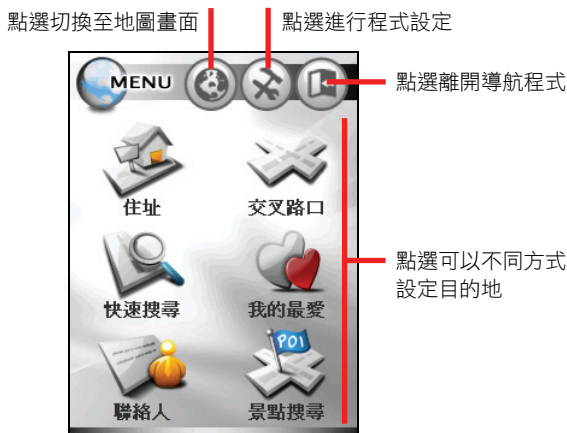 點選切換至地圖畫面
點選進行程式設定
MENU
點選離開導航程式
住址
交叉路口
點選可以不同方式
設定目的地
快速搜尋
我的最愛
POI
聯絡人
景點搜尋